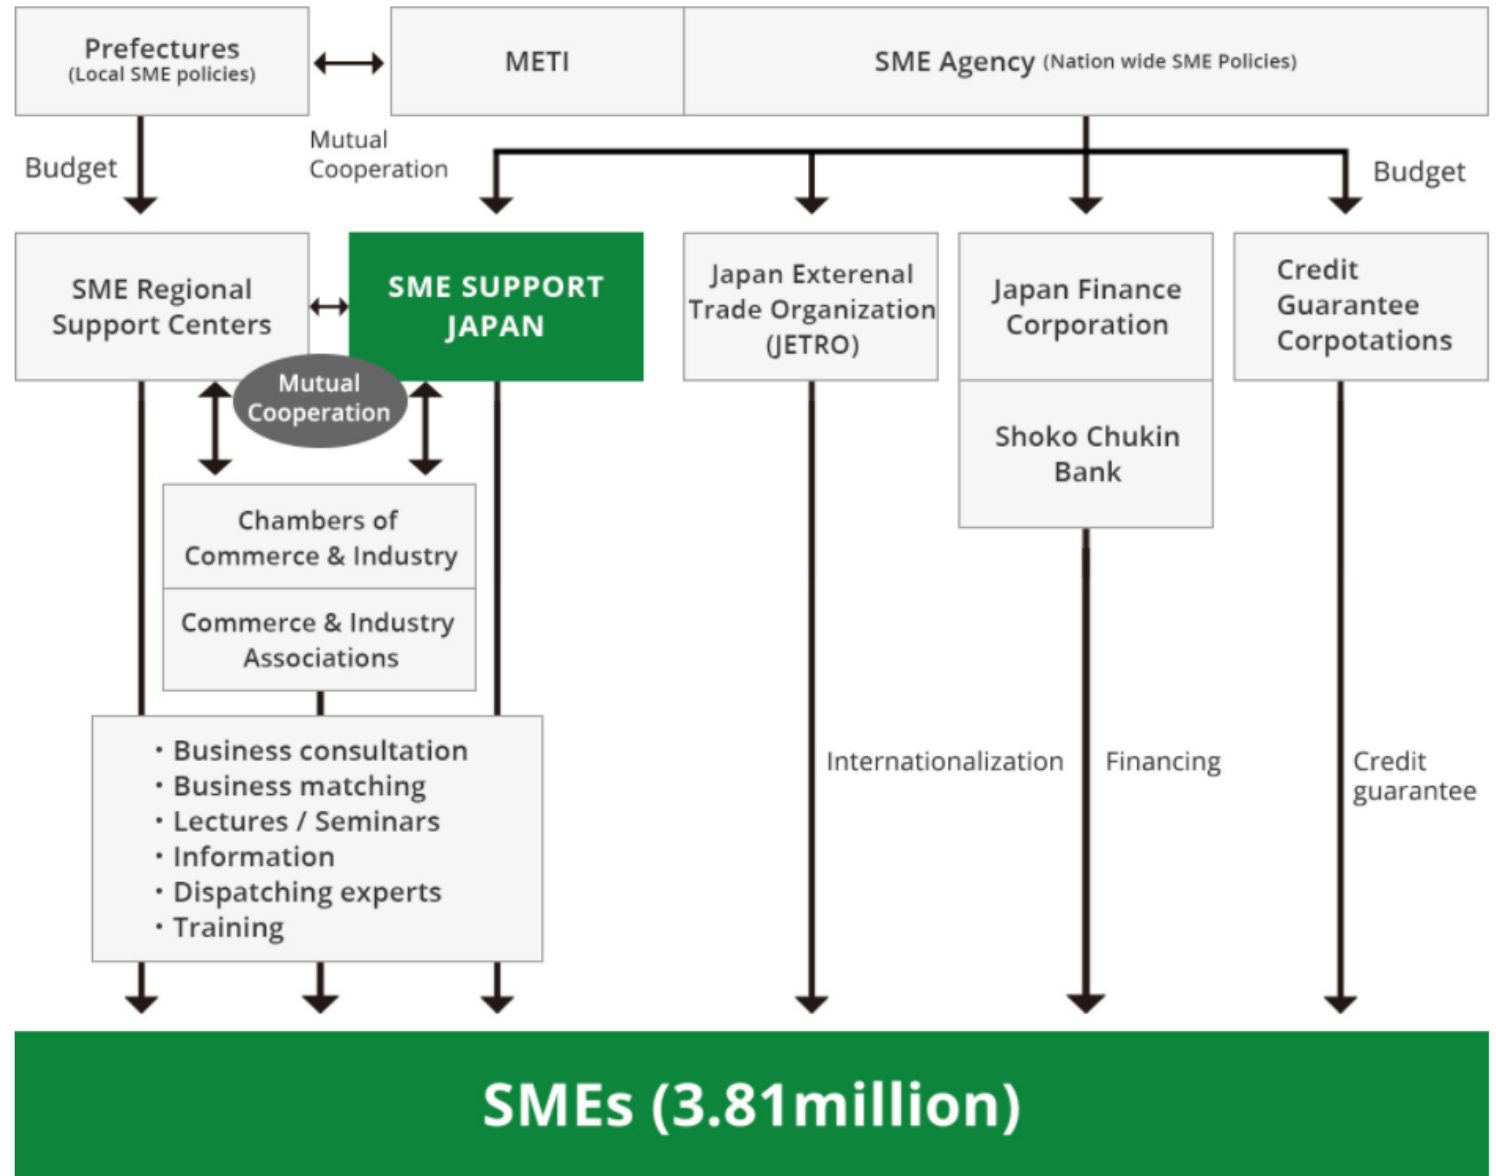 Prefectures
(Local SME policies)
METI
SME Agency (Nation wide SME Policies)
Budget
Mutual
Cooperation
Budget
SME Regional
Support Centers
SME SUPPORT
JAPAN
Japan Exterenal
Trade Organization
(JETRO)
Japan Finance
Corporation
Credit
Guarantee
Corpotations
Mutual
Cooperation
Shoko Chukin
Bank
Chambers of
Commerce & Industry
Commerce & Industry
Associations
・Business consultation
・Business matching
・Lectures / Seminars
・Information
・Dispatching experts
・Training
Internationalization
Financing
Credit
guarantee
SMEs (3.81million)